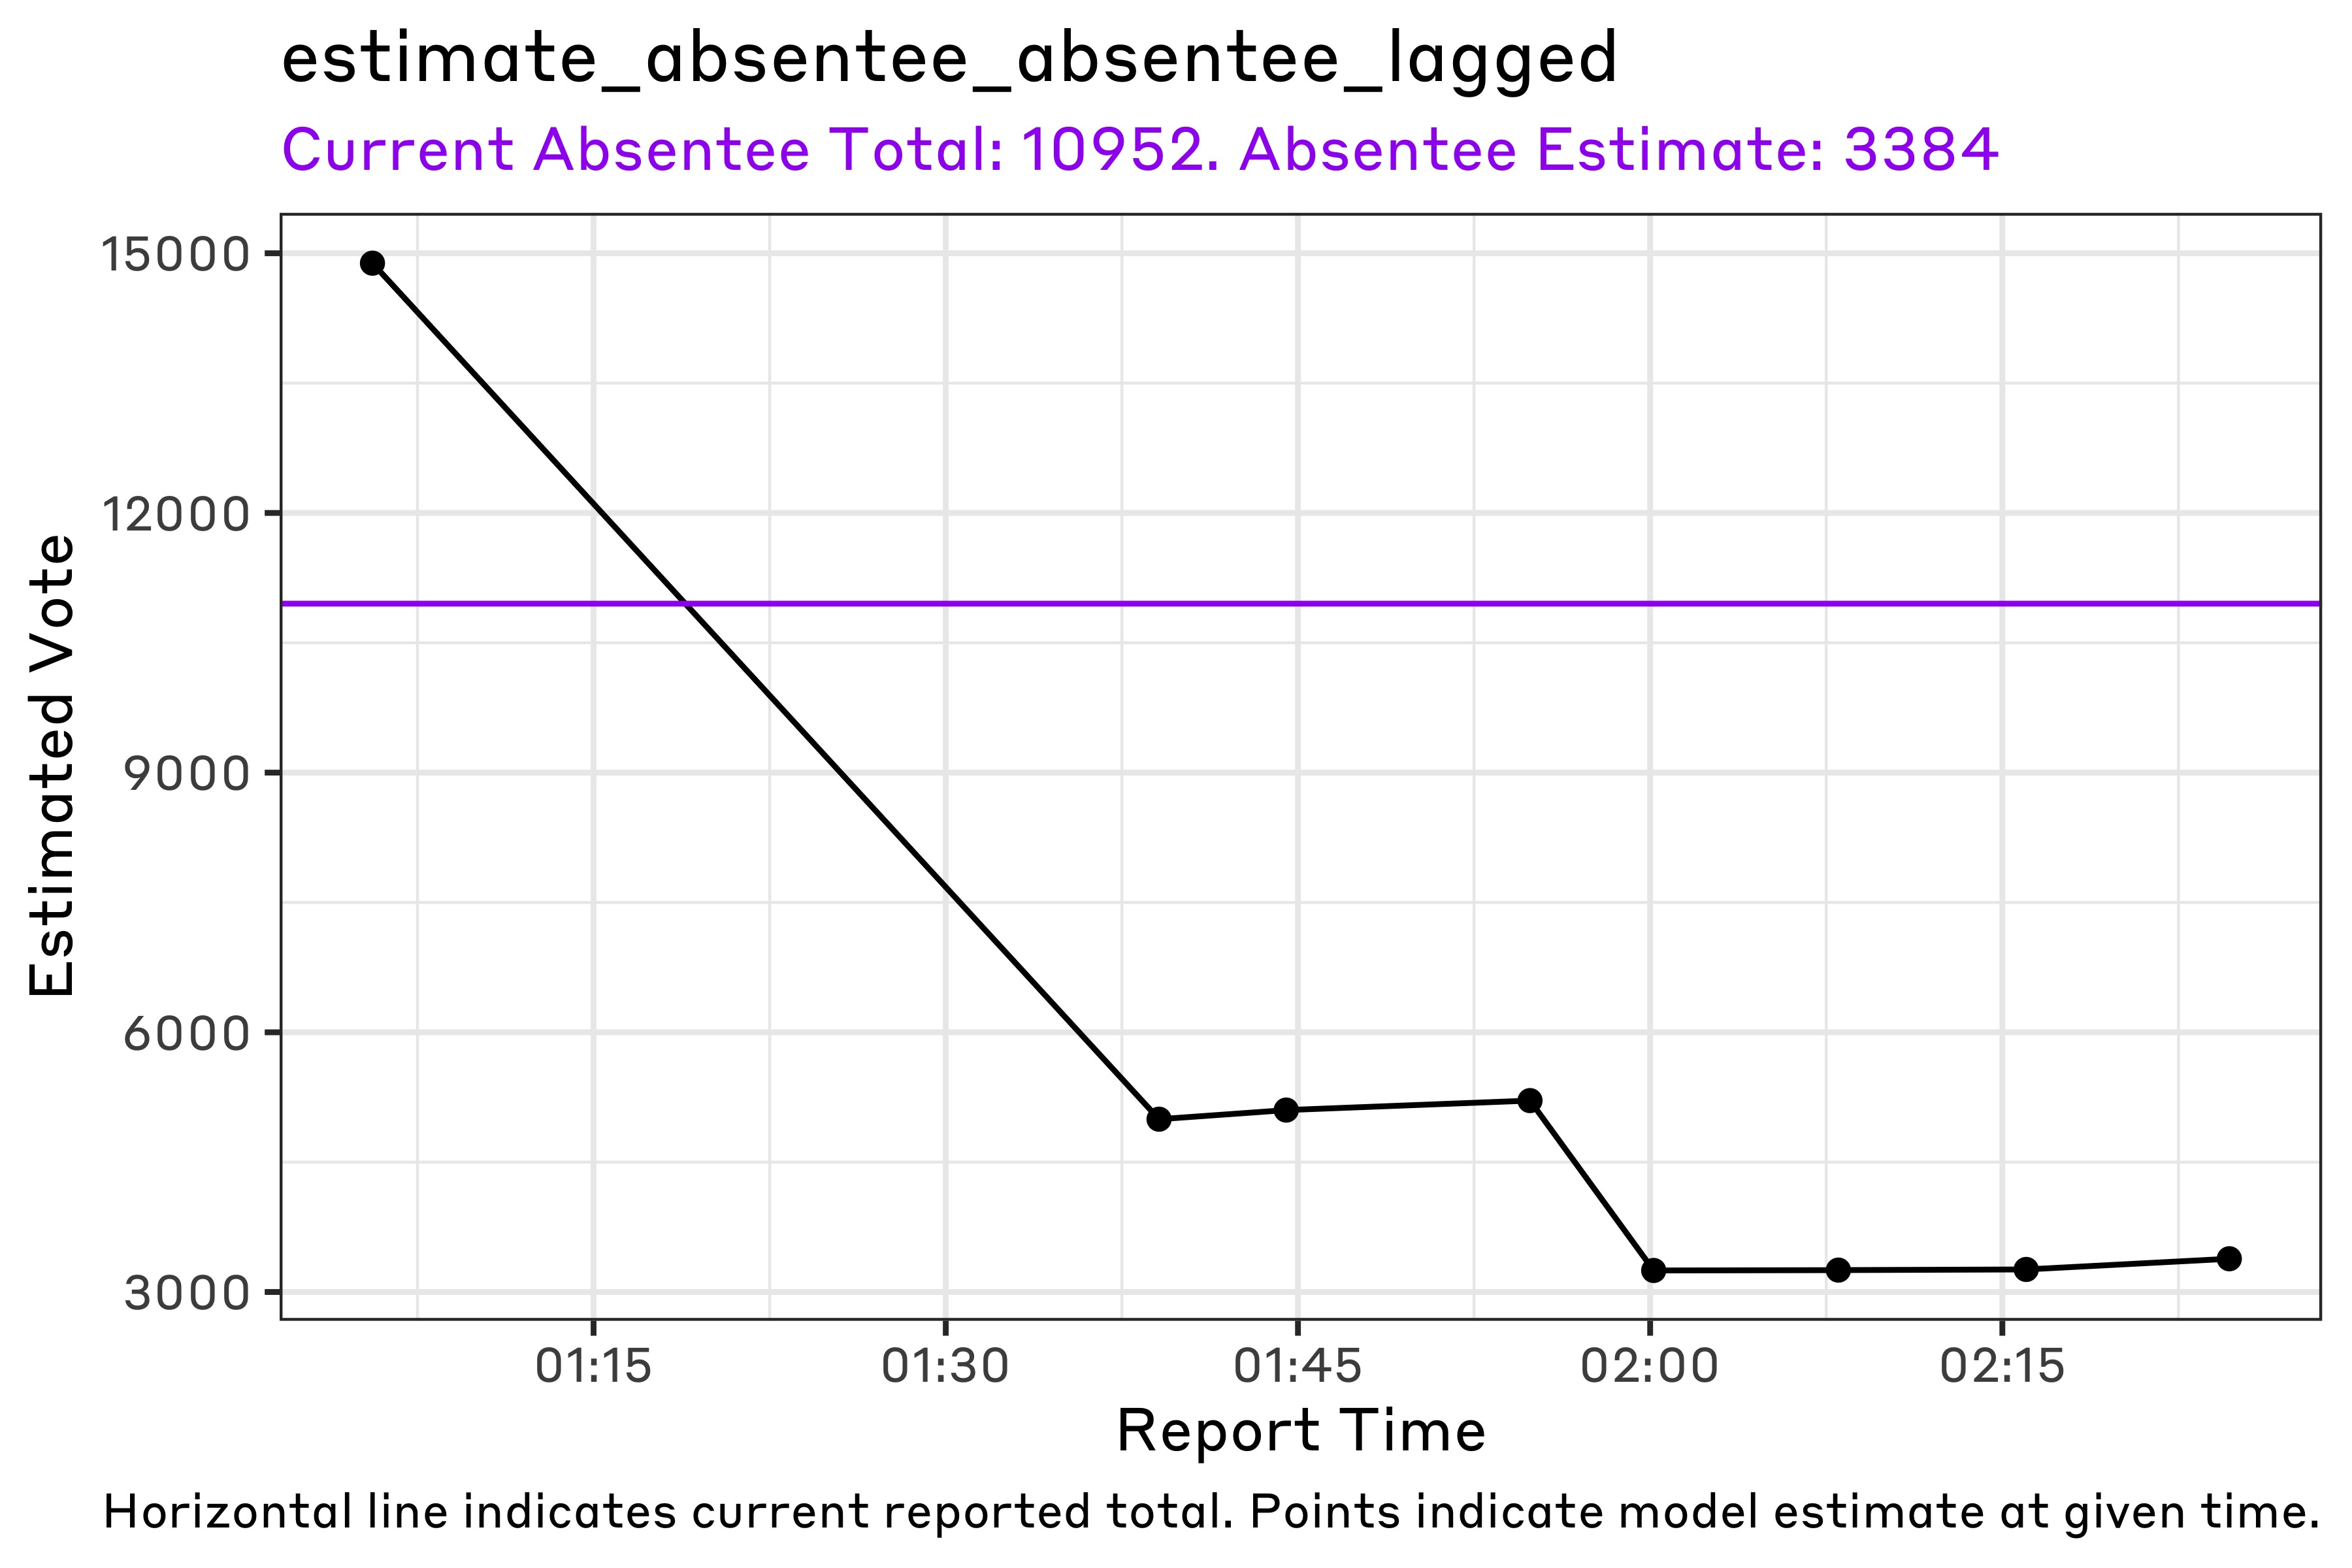 estimate_absentee_absentee_lagged
Current Absentee Total: 10952. Absentee Estimate: 3384
Estimated Vote
15000
12000
9000
6000
3000
01:15 01:30 01:45 02:00 02:15
Report Time
Horizontal line indicates current reported total. Points indicate model estimate at given time.